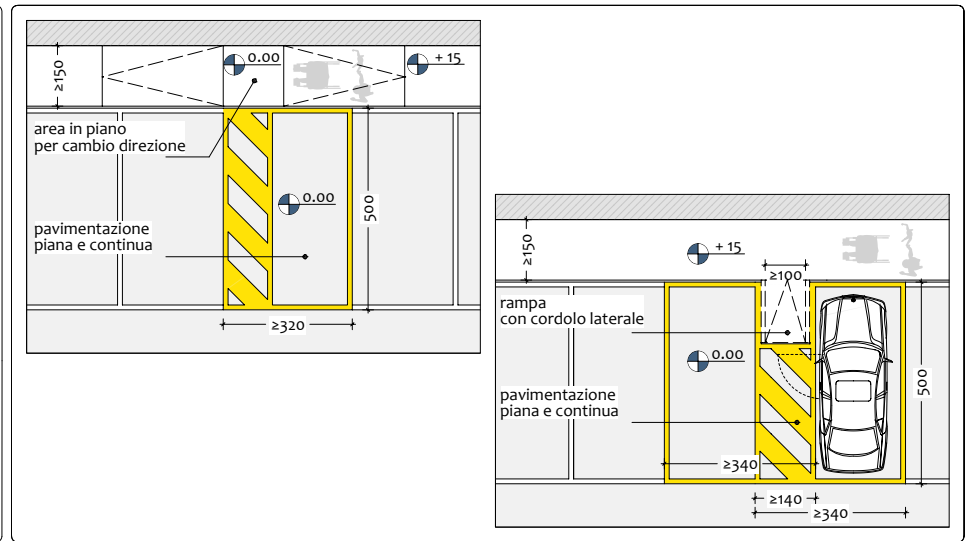 ≥150
0.00
+ 15
area in piano
per cambio direzione
0.00
pavimentazione
piana e continua
500
≥320
≥150
+ 15
≥100
rampa
con cordolo laterale
0.00
pavimentazione
piana e continua
500
≥340
≥140
≥340